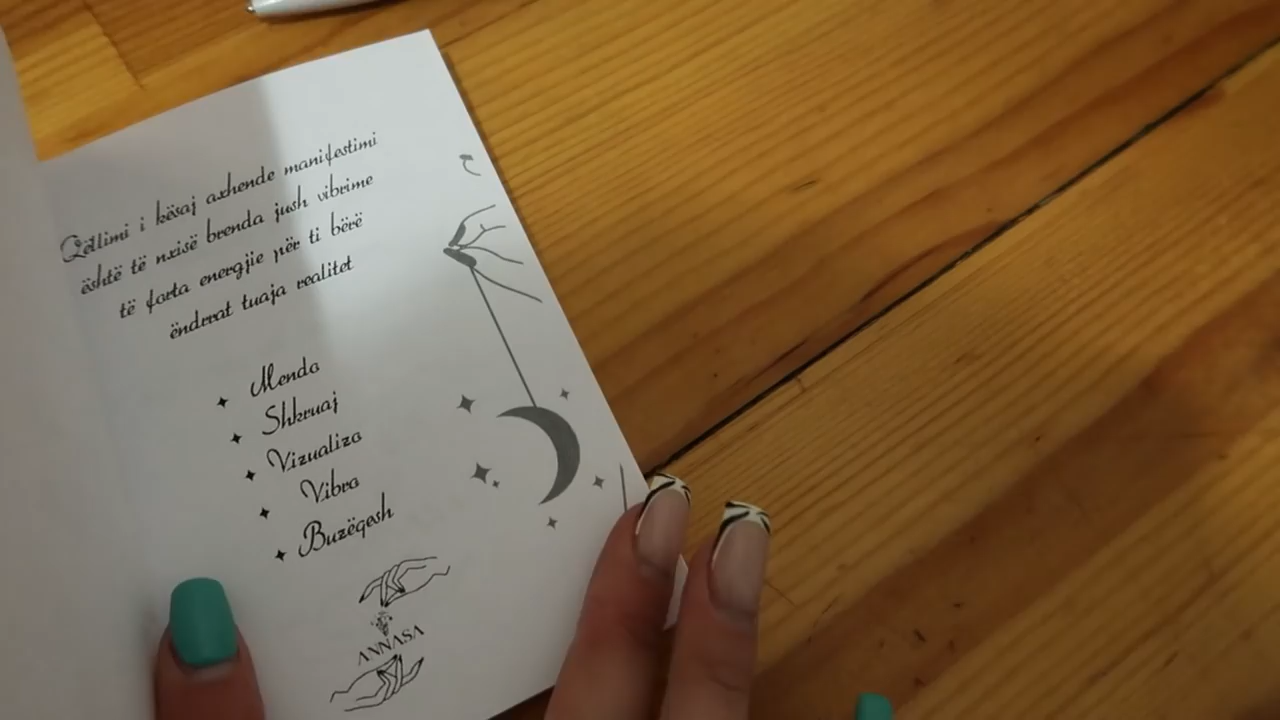 Qëllimi i kësaj axhende manifestimi
është të nxisë brenda jush vibrime
të forta energjie për ti bërë
ëndrrat tuaja realitet
Mendo
Shkruaj
Vizualizo
Vibro
Buzëqesh
ANNASA